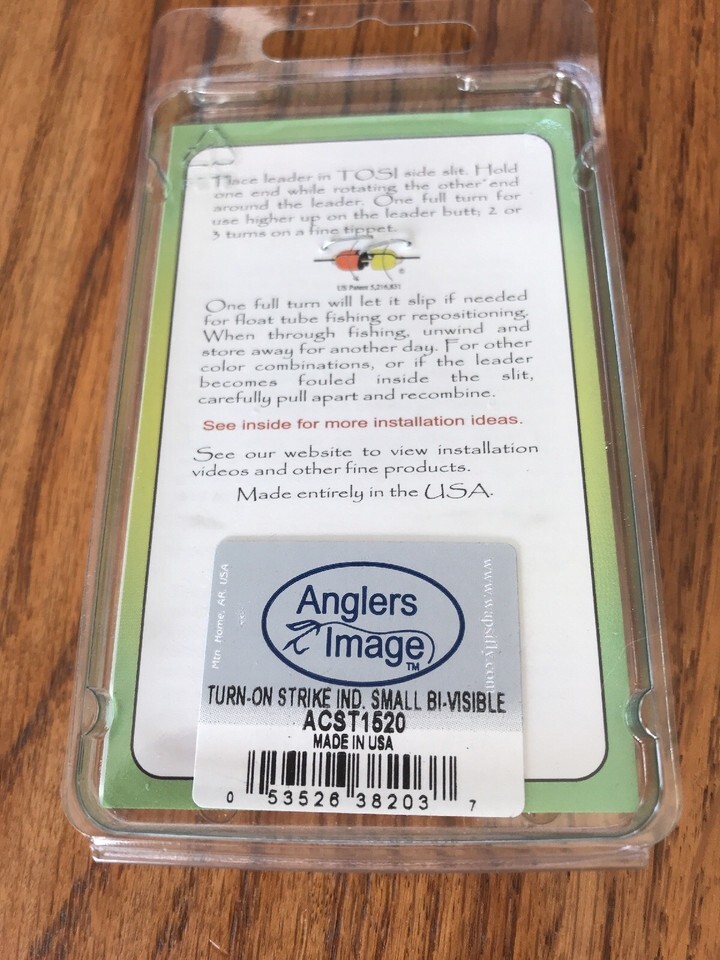 Place leader in TOSI side slit. Hold
one end while rotating the other end
around the leader. One full turn for
use higher up on the leader butt; 2 or
3 turns on a fine tippet.
®
US Patent 5,216,831
One full turn will let it slip if needed
for float tube fishing or repositioning.
When through fishing, unwind and
store away for another day. For other
color combinations, or if the leader
becomes fouled inside the slit,
carefully pull apart and recombine.
See inside for more installation ideas.
See our website to view installation
videos and other fine products.
Made entirely in the USA.
Mtn. Home, AR, USA
www.wapsifly.com
Anglers
Image
TM
TURN-ON STRIKE IND. SMALL BI-VISIBLE
ACST1520
MADE IN USA
0 53526 38203 7